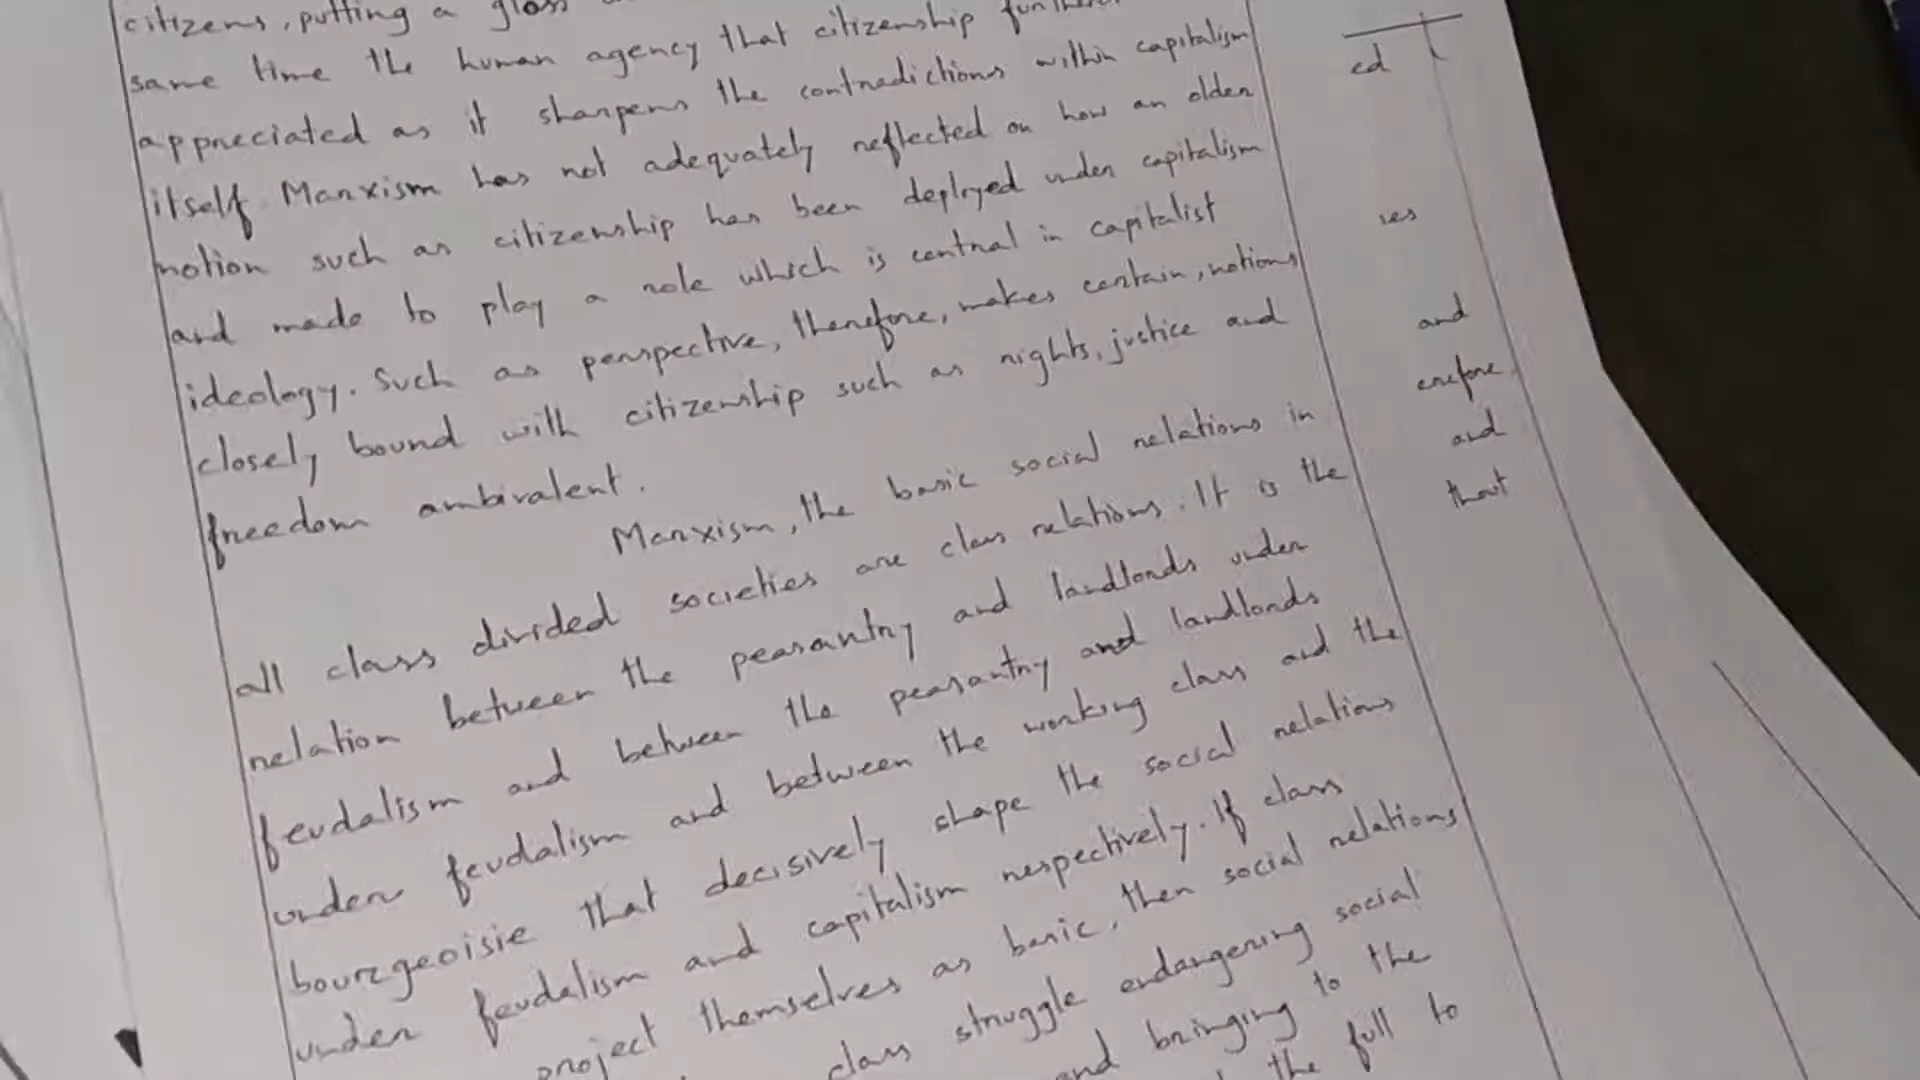 citizens, putting a gloss
same time the human agency that citizenship
appreciated as it sharpens the contradictions within capitalism
itself. Marxism has not adequately reflected on how an older
notion such as citizenship has been deployed under capitalism
and made to play a role which is central in capitalist
ideology. Such as perspective, therefore, makes certain, notions
closely bound with citizenship such as rights, justice and
freedom ambivalent.
Marxism, the basic social relations in
all class divided societies are class relations. It is the
relation between the peasantry and landlords under
feudalism and between the peasantry and landlords
under feudalism and between the working class and the
bourgeoisie that decisively shape the social relations
under feudalism and capitalism respectively. If class
project themselves as basic, then social relations
class struggle endangering social
and bringing to the
the full to
ed
ies
and
erefore.
and
that